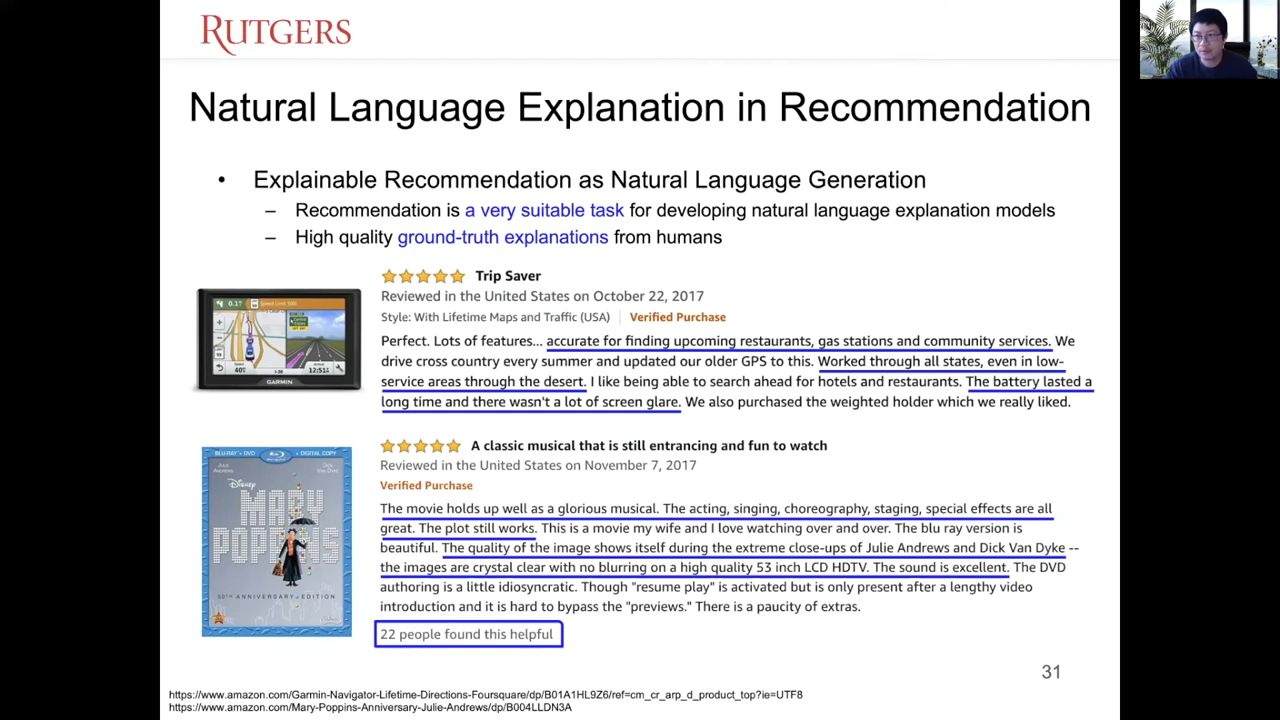 RUTGERS
Natural Language Explanation in Recommendation
• Explainable Recommendation as Natural Language Generation
– Recommendation is a very suitable task for developing natural language explanation models
– High quality ground-truth explanations from humans
Trip Saver
Reviewed in the United States on October 22, 2017
Style: With Lifetime Maps and Traffic (USA) | Verified Purchase
Perfect. Lots of features... accurate for finding upcoming restaurants, gas stations and community services. We
drive cross country every summer and updated our older GPS to this. Worked through all states, even in low-
service areas through the desert. I like being able to search ahead for hotels and restaurants. The battery lasted a
long time and there wasn't a lot of screen glare. We also purchased the weighted holder which we really liked.
GARMIN
A classic musical that is still entrancing and fun to watch
Reviewed in the United States on November 7, 2017
Verified Purchase
The movie holds up well as a glorious musical. The acting, singing, choreography, staging, special effects are all
great. The plot still works. This is a movie my wife and I love watching over and over. The blu ray version is
beautiful. The quality of the image shows itself during the extreme close-ups of Julie Andrews and Dick Van Dyke --
the images are crystal clear with no blurring on a high quality 53 inch LCD HDTV. The sound is excellent. The DVD
authoring is a little idiosyncratic. Though "resume play" is activated but is only present after a lengthy video
introduction and it is hard to bypass the "previews." There is a paucity of extras.
22 people found this helpful
BLU-RAY + DVD + DIGITAL COPY
Disney
MARY
POPPINS
50TH ANNIVERSARY EDITION
31
https://www.amazon.com/Garmin-Navigator-Lifetime-Directions-Foursquare/dp/B01A1HL9Z6/ref=cm_cr_arp_d_product_top?ie=UTF8
https://www.amazon.com/Mary-Poppins-Anniversary-Julie-Andrews/dp/B004LLDN3A